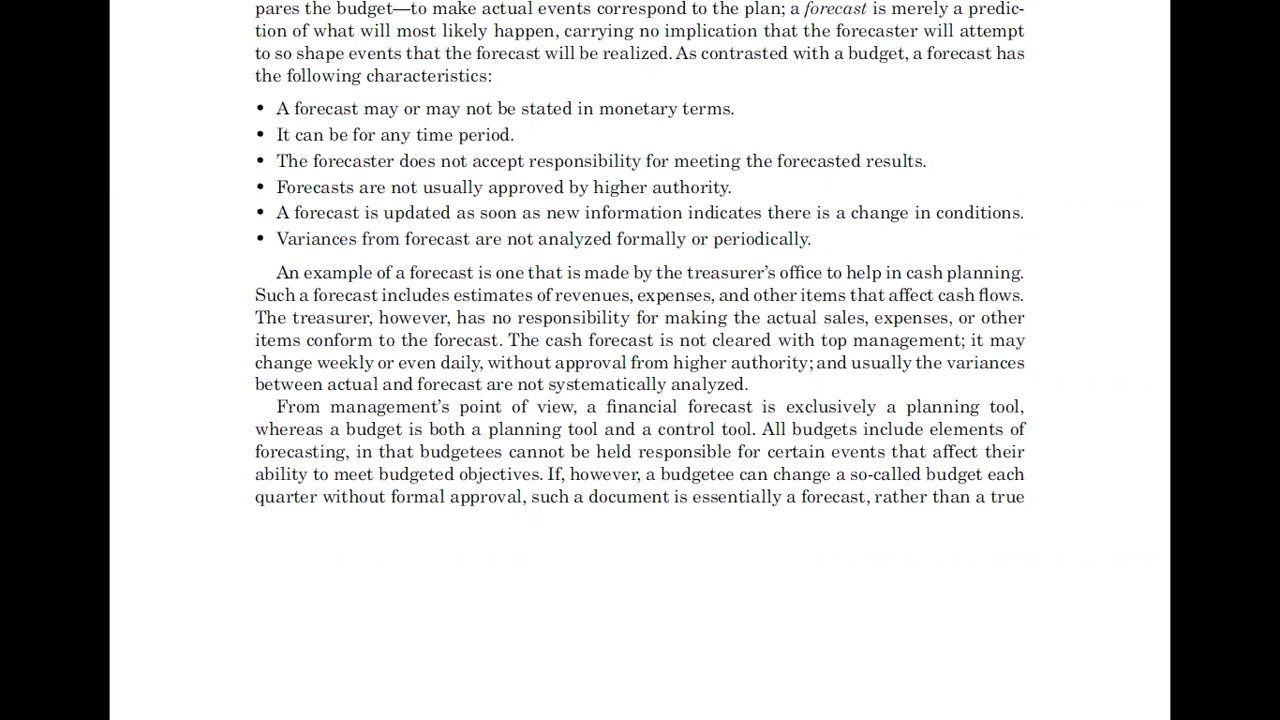 pares the budget—to make actual events correspond to the plan; a forecast is merely a predic-
tion of what will most likely happen, carrying no implication that the forecaster will attempt
to so shape events that the forecast will be realized. As contrasted with a budget, a forecast has
the following characteristics:
• A forecast may or may not be stated in monetary terms.
• It can be for any time period.
• The forecaster does not accept responsibility for meeting the forecasted results.
• Forecasts are not usually approved by higher authority.
• A forecast is updated as soon as new information indicates there is a change in conditions.
• Variances from forecast are not analyzed formally or periodically.
An example of a forecast is one that is made by the treasurer's office to help in cash planning.
Such a forecast includes estimates of revenues, expenses, and other items that affect cash flows.
The treasurer, however, has no responsibility for making the actual sales, expenses, or other
items conform to the forecast. The cash forecast is not cleared with top management; it may
change weekly or even daily, without approval from higher authority; and usually the variances
between actual and forecast are not systematically analyzed.
From management's point of view, a financial forecast is exclusively a planning tool,
whereas a budget is both a planning tool and a control tool. All budgets include elements of
forecasting, in that budgetees cannot be held responsible for certain events that affect their
ability to meet budgeted objectives. If, however, a budgetee can change a so-called budget each
quarter without formal approval, such a document is essentially a forecast, rather than a true